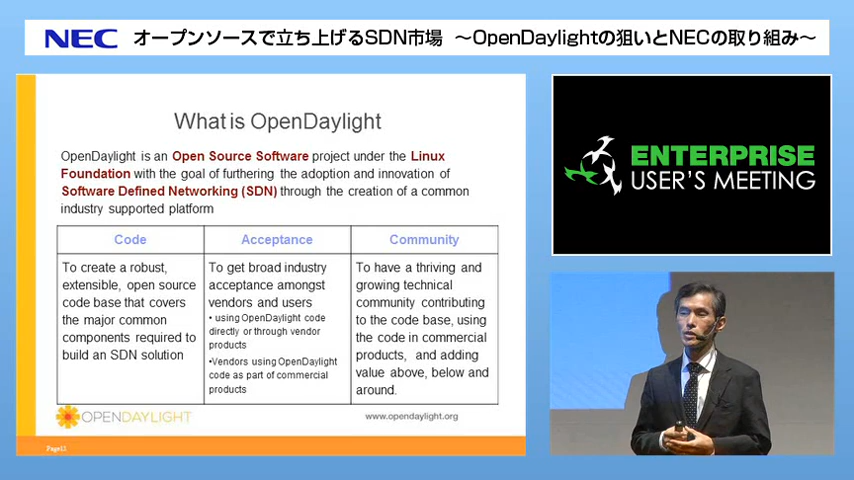 NEC オープンソースで立ち上げるSDN市場 ～OpenDaylightの狙いとNECの取り組み～
What is OpenDaylight
OpenDaylight is an Open Source Software project under the Linux
Foundation with the goal of furthering the adoption and innovation of
Software Defined Networking (SDN) through the creation of a common
industry supported platform
Code
To create a robust,
extensible, open source
code base that covers
the major common
components required to
build an SDN solution
Acceptance
To get broad industry
acceptance amongst
vendors and users
• using OpenDaylight code
directly or through vendor
products
•Vendors using OpenDaylight
code as part of commercial
products
Community
To have a thriving and
growing technical
community contributing
to the code base, using
the code in commercial
products, and adding
value above, below and
around.
OPENDAYLIGHT
www.opendaylight.org
ENTERPRISE
USER'S MEETING